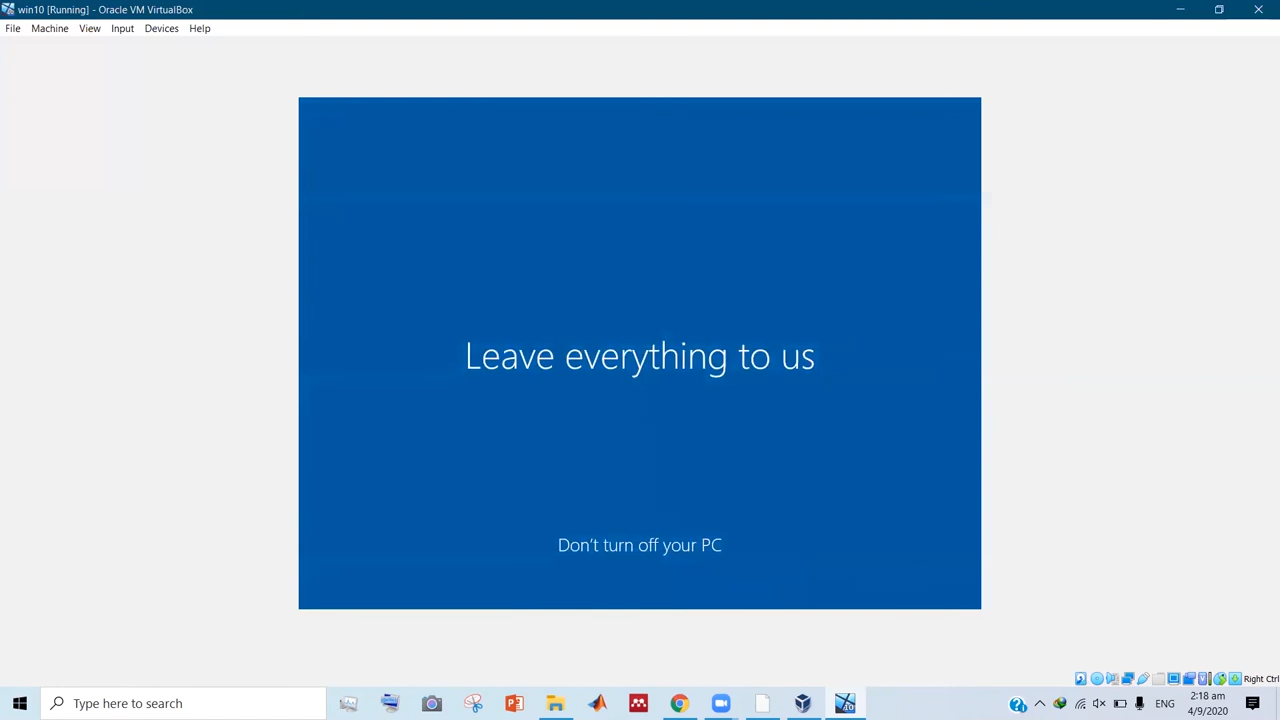 win10 [Running] - Oracle VM VirtualBox
File Machine View Input Devices Help
Leave everything to us
Don't turn off your PC
Right Ctrl
Type here to search
ENG
2:18 am
4/9/2020